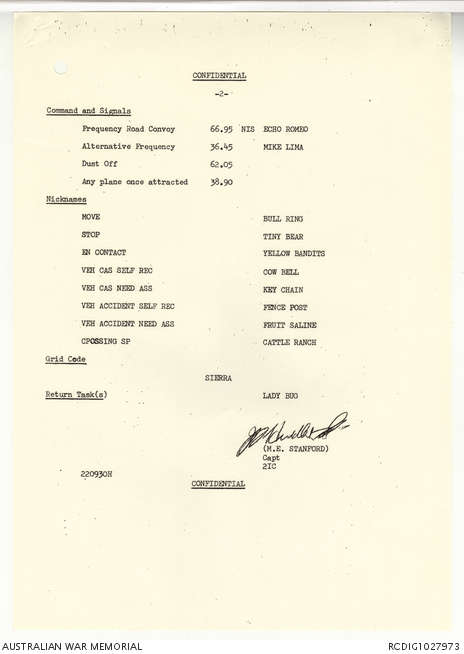 CONFIDENTIAL
-2-
Command and Signals
Frequency Road Convoy 66.95 NIS ECHO ROMEO
Alternative Frequency 36.45 MIKE LIMA
Dust Off 62.05
Any plane once attracted 38.90
Nicknames
MOVE BULL RING
STOP TINY BEAR
EN CONTACT YELLOW BANDITS
VEH CAS SELF REC COW BELL
VEH CAS NEED ASS KEY CHAIN
VEH ACCIDENT SELF REC FENCE POST
VEH ACCIDENT NEED ASS FRUIT SALINE
CPOSSING SP CATTLE RANCH
Grid Code
SIERRA
Return Task(s) LADY BUG
(M.E. STANFORD)
Capt
2IC
220930H
CONFIDENTIAL
AUSTRALIAN WAR MEMORIAL RCDIG1027973